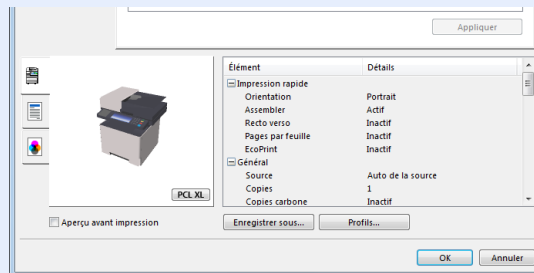 Appliquer
Élément Détails
Impression rapide
Orientation Portrait
Assembler Actif
Recto verso Inactif
Pages par feuille Inactif
EcoPrint Inactif
Général
Source Auto de la source
Copies 1
Copies carbone Inactif
PCL XL
Aperçu avant impression Enregistrer sous... Profils...
OK Annuler